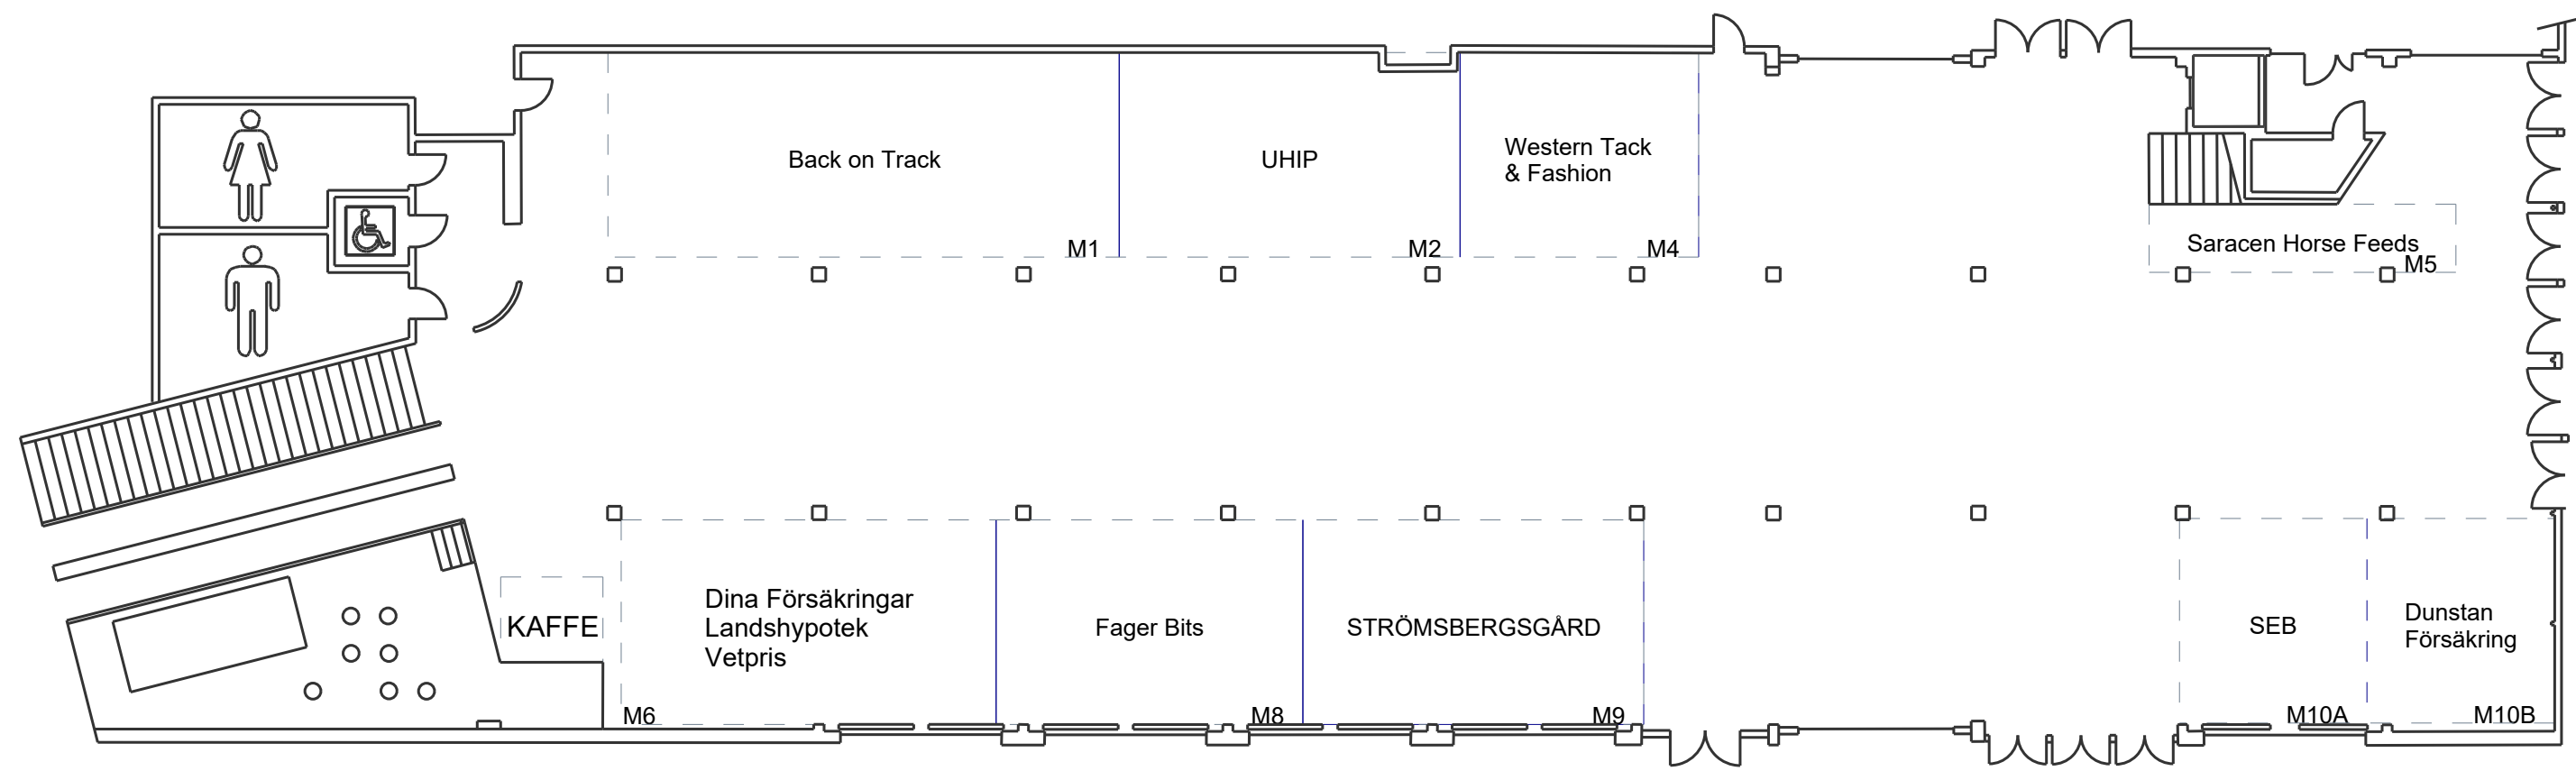 Back on Track
M1
UHIP
M2
Western Tack
& Fashion
M4
Saracen Horse Feeds
M5
KAFFE
Dina Försäkringar
Landshypotek
Vetpris
M6
Fager Bits
M8
STRÖMSBERGSGÅRD
M9
SEB
M10A
Dunstan
Försäkring
M10B